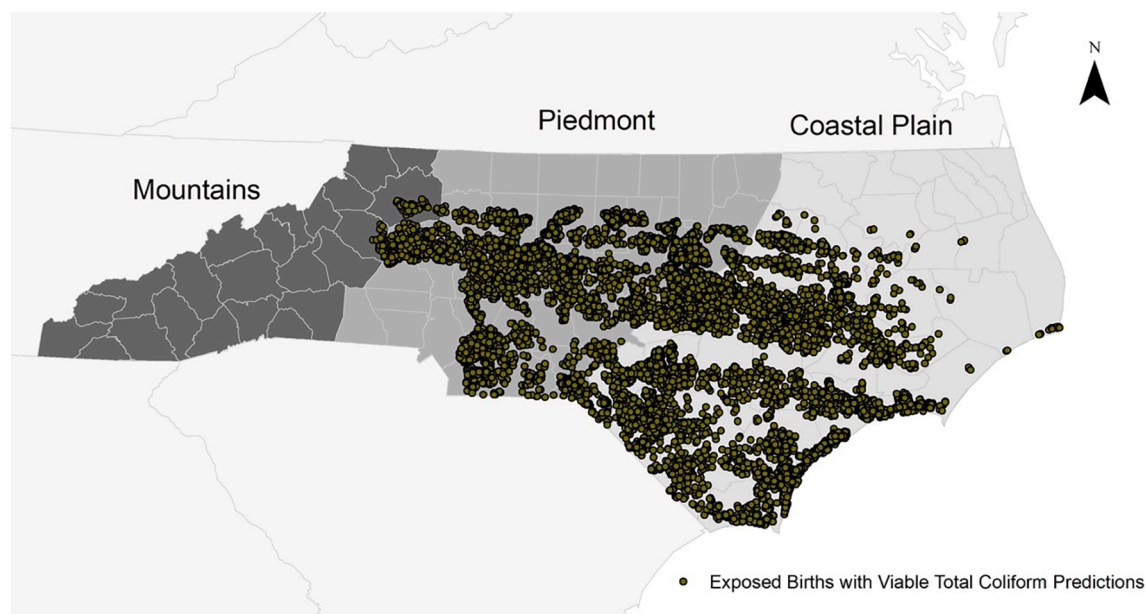 N
Piedmont
Coastal Plain
Mountains
Exposed Births with Viable Total Coliform Predictions